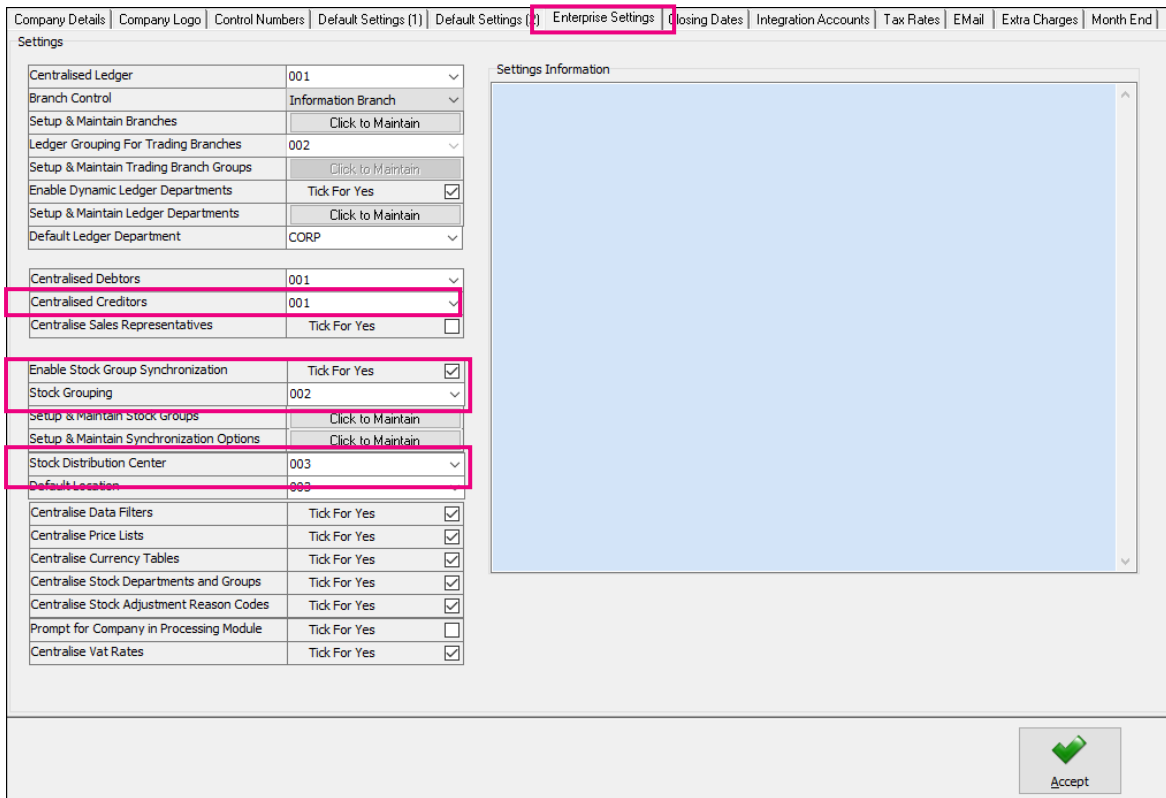 Company Details Company Logo Control Numbers Default Settings (1) Default Settings (2) Enterprise Settings Closing Dates Integration Accounts Tax Rates EMail Extra Charges Month End
Settings
Settings Information
Centralised Ledger 001
Branch Control Information Branch
Setup & Maintain Branches Click to Maintain
Ledger Grouping For Trading Branches 002
Setup & Maintain Trading Branch Groups Click to Maintain
Enable Dynamic Ledger Departments Tick For Yes
Setup & Maintain Ledger Departments Click to Maintain
Default Ledger Department CORP
Centralised Debtors 001
Centralised Creditors 001
Centralise Sales Representatives Tick For Yes
Enable Stock Group Synchronization Tick For Yes
Stock Grouping 002
Setup & Maintain Stock Groups Click to Maintain
Setup & Maintain Synchronization Options Click to Maintain
Stock Distribution Center 003
Default Location 003
Centralise Data Filters Tick For Yes
Centralise Price Lists Tick For Yes
Centralise Currency Tables Tick For Yes
Centralise Stock Departments and Groups Tick For Yes
Centralise Stock Adjustment Reason Codes Tick For Yes
Prompt for Company in Processing Module Tick For Yes
Centralise Vat Rates Tick For Yes
Accept